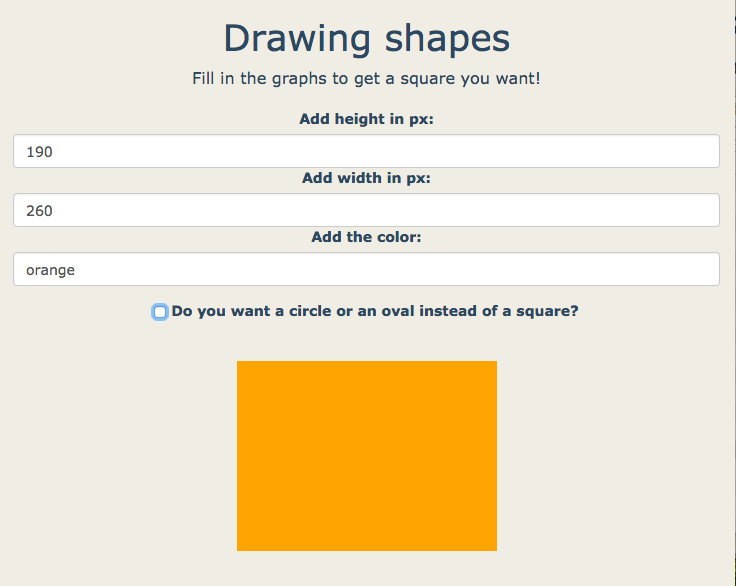 Drawing shapes
Fill in the graphs to get a square you want!
Add height in px:
190
Add width in px:
260
Add the color:
orange
Do you want a circle or an oval instead of a square?